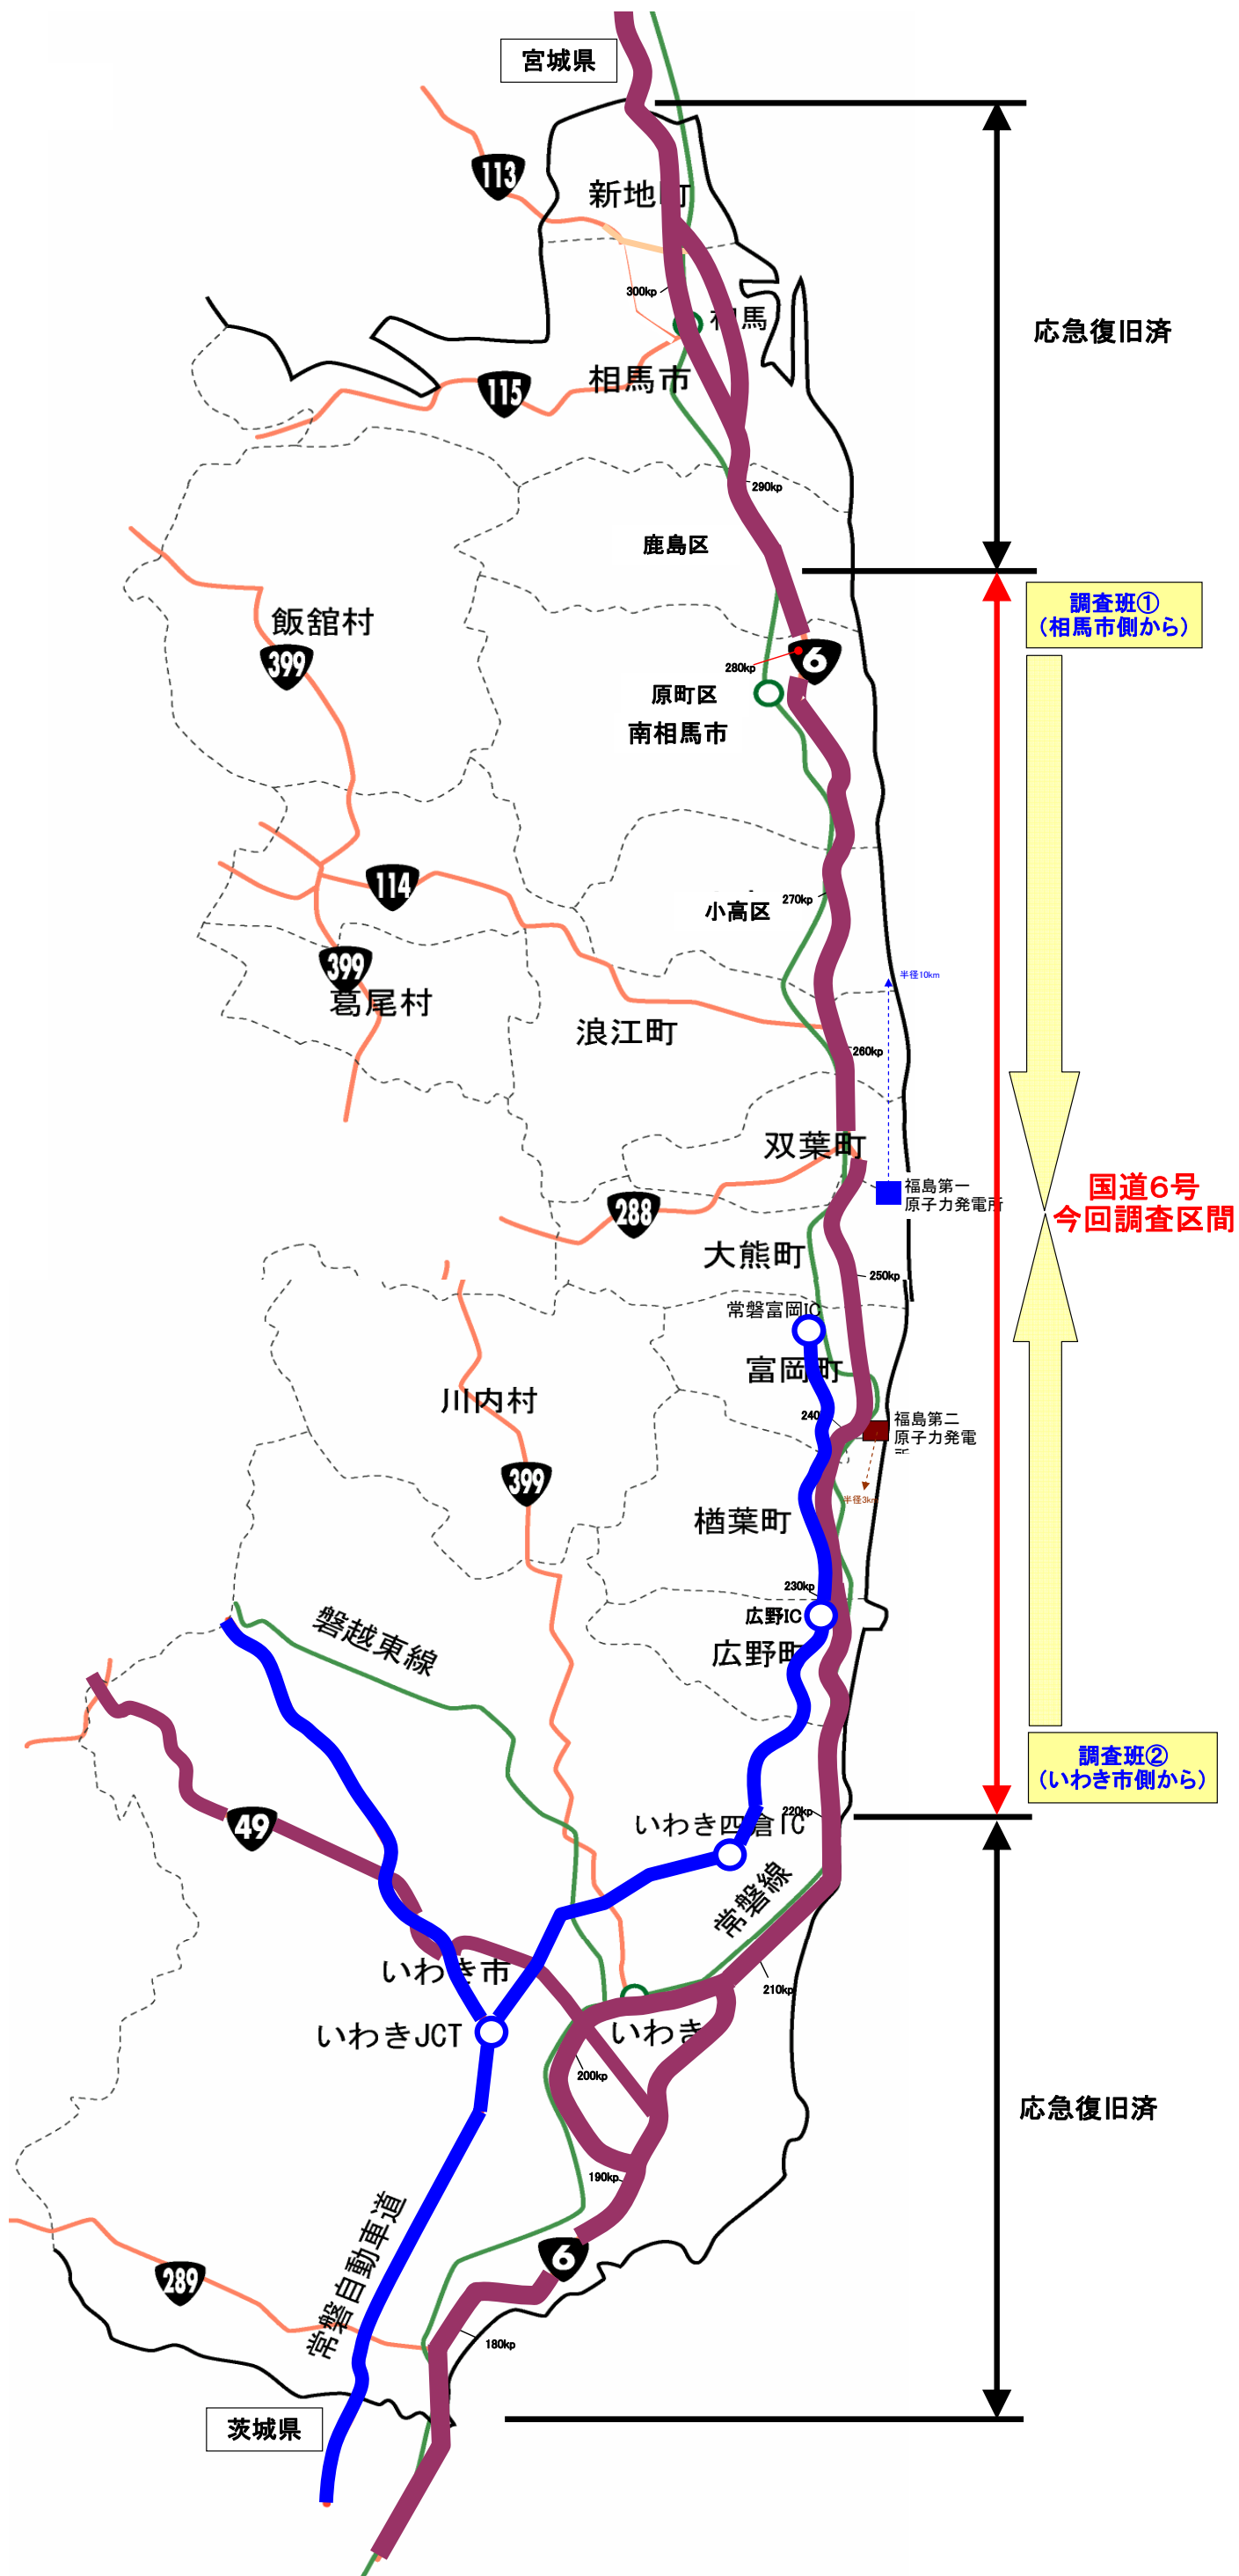 宮城県
113
新地町
300kp
相馬
応急復旧済
115
相馬市
290kp
鹿島区
調査班①
（相馬市側から）
飯舘村
399
280kp
6
原町区
南相馬市
114
270kp
小高区
399
葛尾村
半径10km
浪江町
260kp
双葉町
福島第一
原子力発電所
国道6号
今回調査区間
288
大熊町
250kp
常磐富岡IC
富岡町
川内村
240
福島第二
原子力発電
399
半径3km
楢葉町
230kp
広野IC
広野町
磐越東線
調査班②
（いわき市側から）
220kp
いわき四倉IC
49
常磐線
いわき市
210kp
いわきJCT
いわき
200kp
応急復旧済
190kp
常磐自動車道
6
289
180kp
茨城県